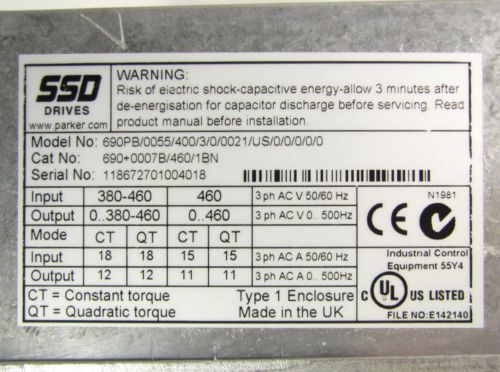 SSD
DRIVES
www.parker.com
WARNING:
Risk of electric shock-capacitive energy-allow 3 minutes after
de-energisation for capacitor discharge before servicing. Read
product manual before installation.
Model No: 690PB/0055/400/3/0/0021/US/0/0/0/0/0
Cat No: 690+0007B/460/1BN
Serial No: 118672701004018
Input 380-460 460 3 ph AC V 50/60 Hz
Output 0..380-460 0..460 3 ph AC V 0.. 500Hz
Mode CT QT CT QT
Input 18 18 15 15 3 ph AC A 50/60 Hz
Output 12 12 11 11 3 ph AC A 0.. 500Hz
CT = Constant torque Type 1 Enclosure
QT = Quadratic torque Made in the UK
CE N1981
Industrial Control
Equipment 55Y4
C UL US LISTED
FILE NO:E142140